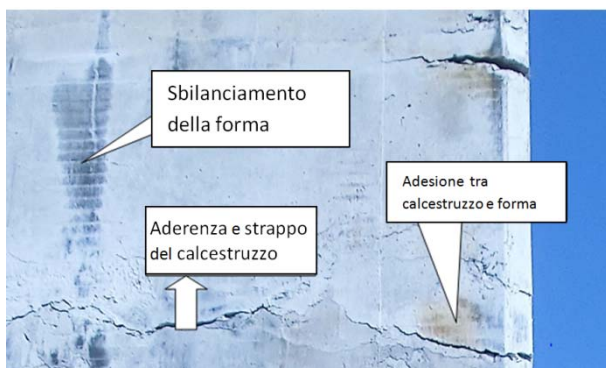 Sbilanciamento
della forma
Aderenza e strappo
del calcestruzzo
Adesione tra
calcestruzzo e forma